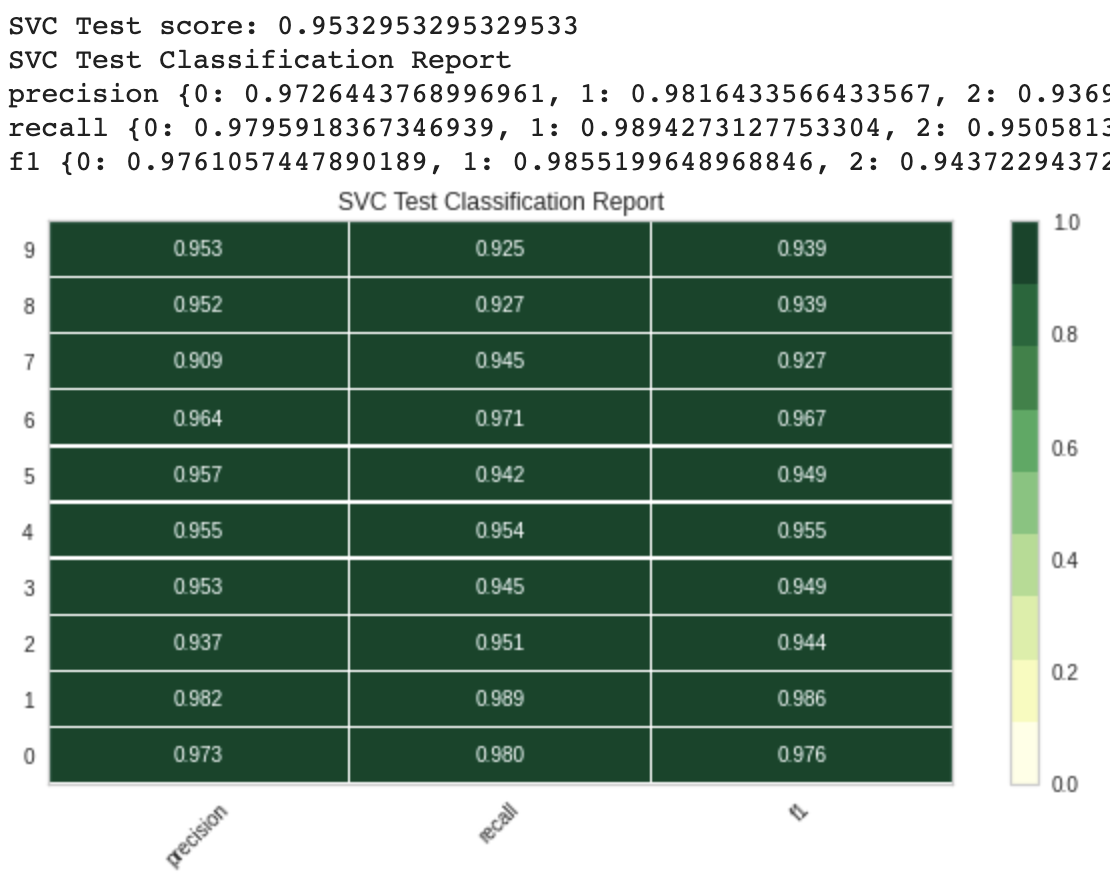 SVC Test score: 0.9532953295329533
SVC Test Classification Report
precision {0: 0.9726443768996961, 1: 0.9816433566433567, 2: 0.9369
recall {0: 0.9795918367346939, 1: 0.9894273127753304, 2: 0.9505813
f1 {0: 0.9761057447890189, 1: 0.9855199648968846, 2: 0.94372294372
SVC Test Classification Report
9 0.953 0.925 0.939 1.0
8 0.952 0.927 0.939
0.8
7 0.909 0.945 0.927
6 0.964 0.971 0.967
0.6
5 0.957 0.942 0.949
4 0.955 0.954 0.955
0.4
3 0.953 0.945 0.949
2 0.937 0.951 0.944
0.2
1 0.982 0.989 0.986
0 0.973 0.980 0.976
0.0
precision recall f1